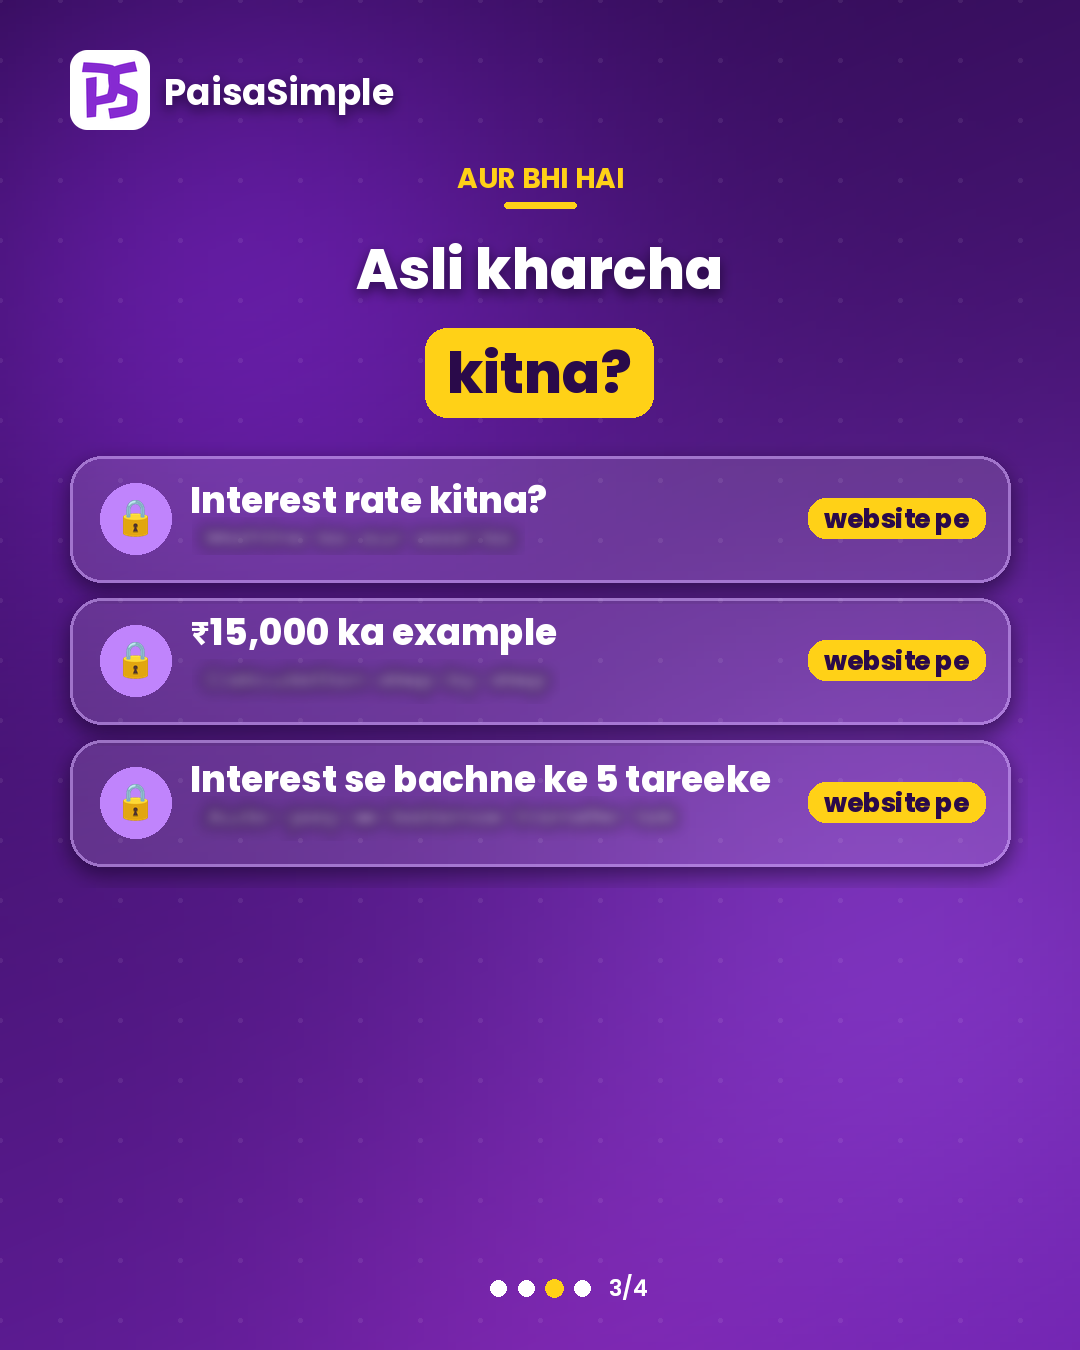 PaisaSimple
AUR BHI HAI
Asli kharcha
kitna?
Interest rate kitna?
website pe
₹15,000 ka example
website pe
Interest se bachne ke 5 tareeke
website pe
3/4